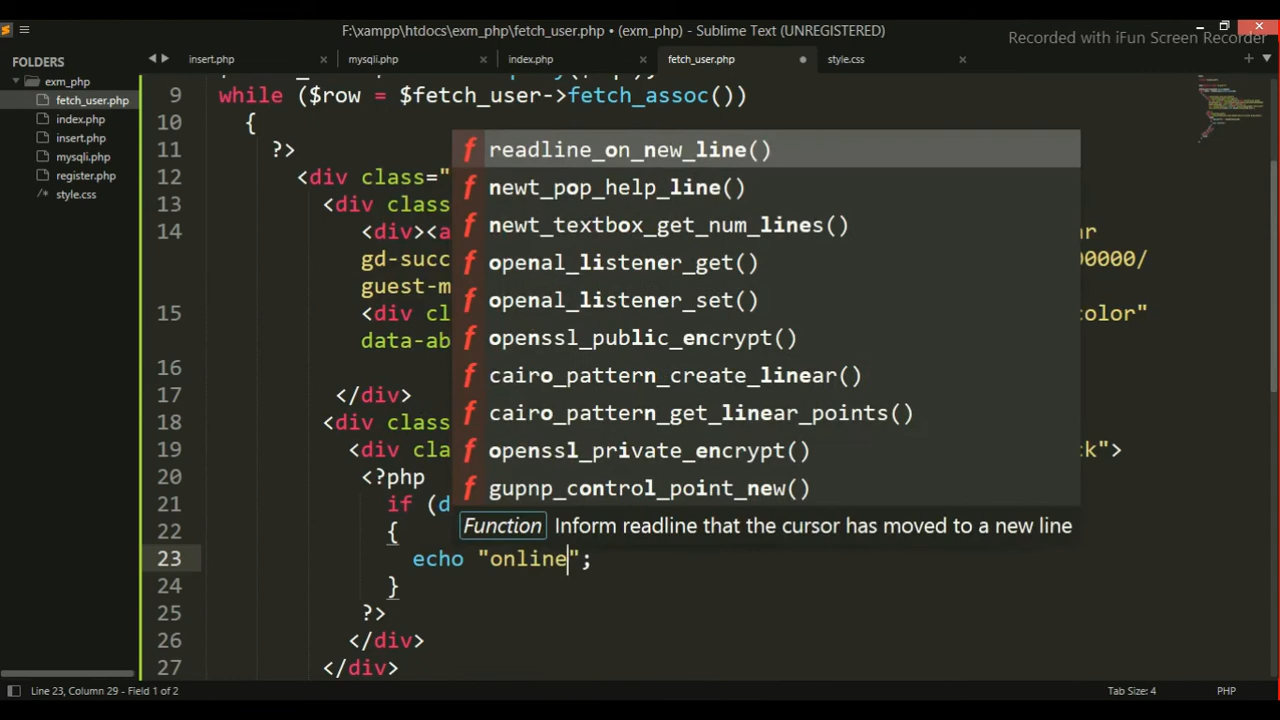 F:\xampp\htdocs\exm_php\fetch_user.php • (exm_php) - Sublime Text (UNREGISTERED)
Recorded with iFun Screen Recorder
FOLDERS
exm_php
fetch_user.php
index.php
insert.php
mysqli.php
register.php
style.css
insert.php
mysqli.php
index.php
fetch_user.php
style.css
9 while ($row = $fetch_user->fetch_assoc())
10 {
11 ?>
12 <div class="
13 <div class
14 <div><a ar
gd-succ 00000/
guest-m
15 <div cl color"
data-ab
16
17 </div>
18 <div class
19 <div cla ck">
20 <?php
21 if (d
22 {
23 echo "online";
24 }
25 ?>
26 </div>
27 </div>
f readline_on_new_line()
f newt_pop_help_line()
f newt_textbox_get_num_lines()
f openal_listener_get()
f openal_listener_set()
f openssl_public_encrypt()
f cairo_pattern_create_linear()
f cairo_pattern_get_linear_points()
f openssl_private_encrypt()
f gupnp_control_point_new()
Function Inform readline that the cursor has moved to a new line
Line 23, Column 29 - Field 1 of 2
Tab Size: 4
PHP